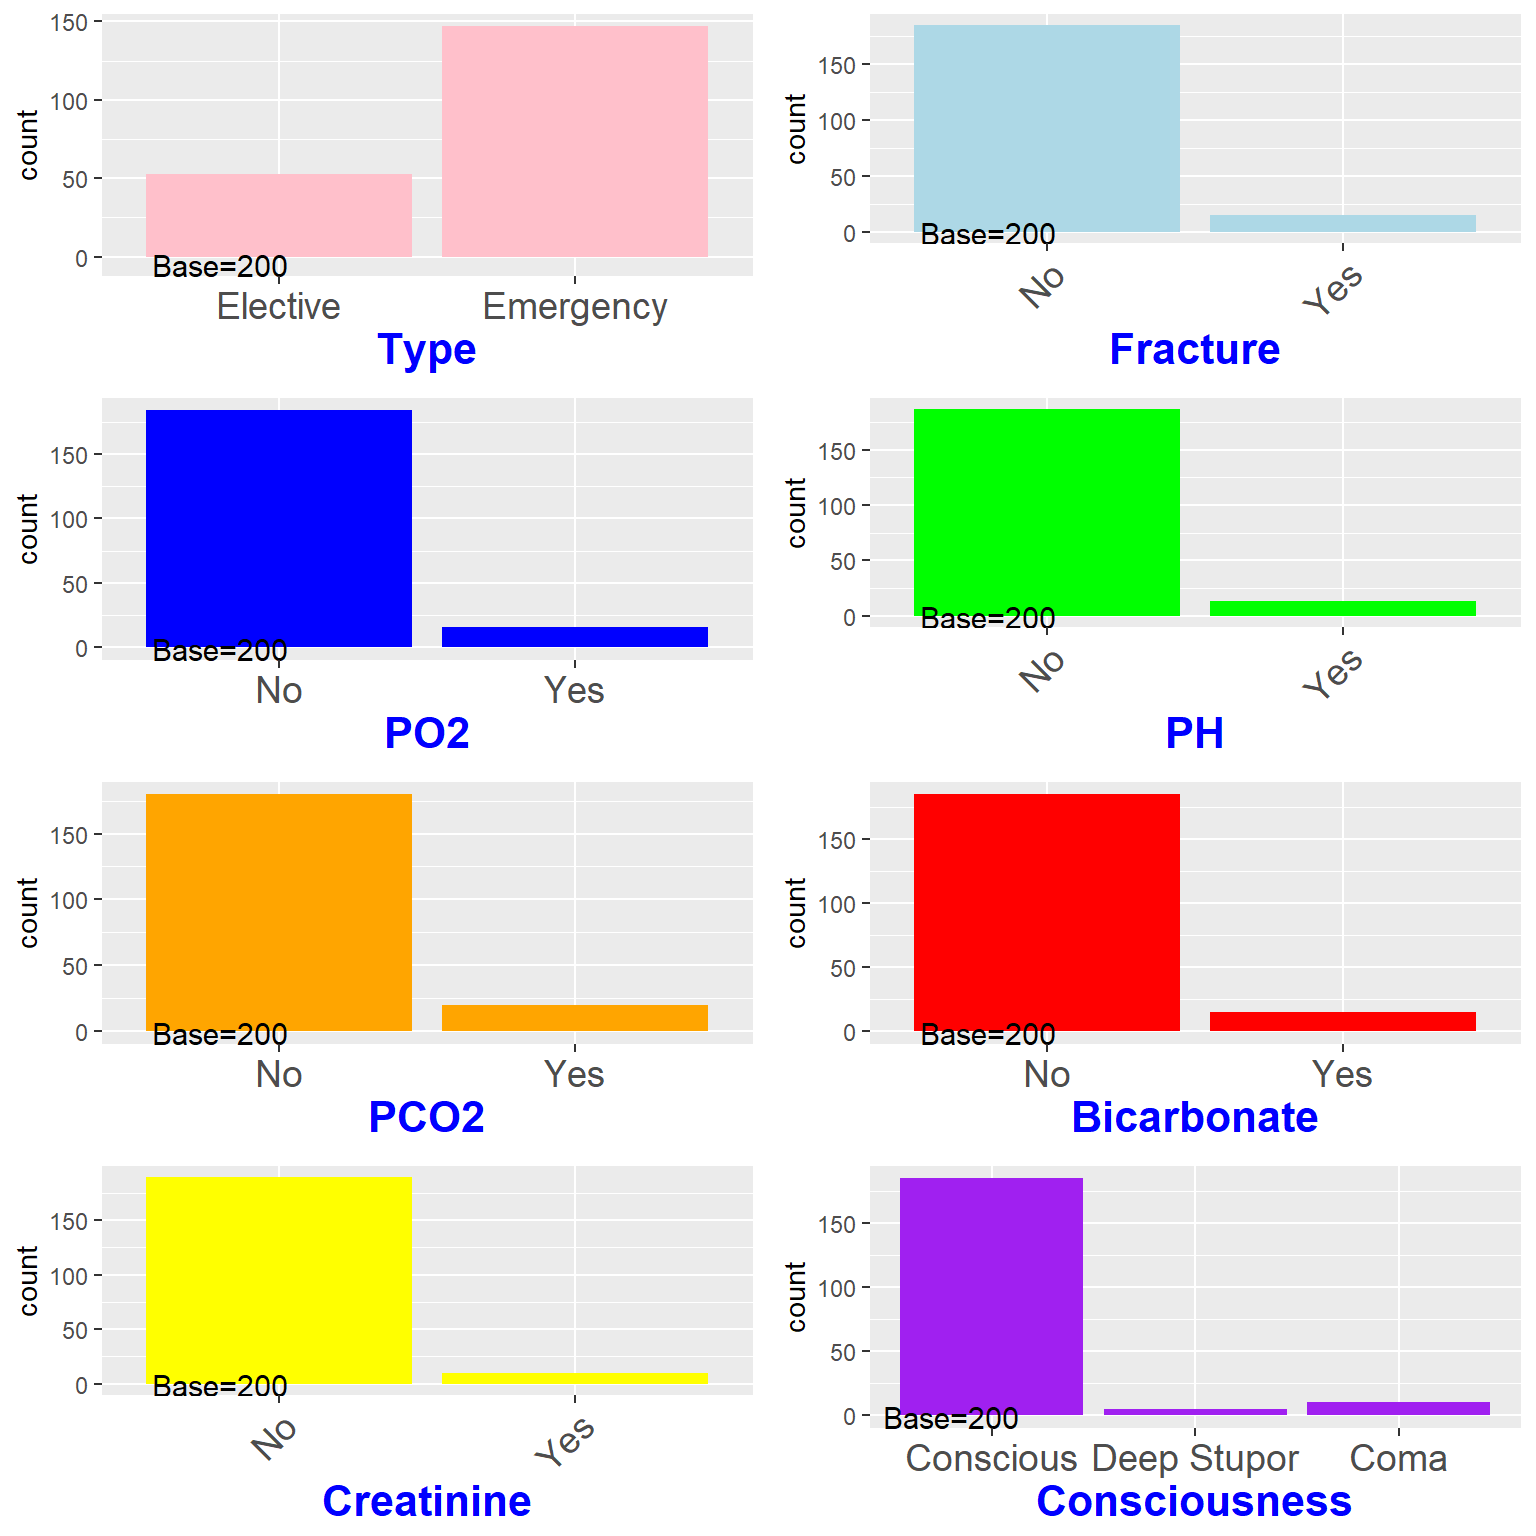 count
150
100
50
0
Base=200
Elective Emergency
Type
count
150
100
50
0
Base=200
No Yes
Fracture
count
150
100
50
0
Base=200
No Yes
PO2
count
150
100
50
0
Base=200
No Yes
PH
count
150
100
50
0
Base=200
No Yes
PCO2
count
150
100
50
0
Base=200
No Yes
Bicarbonate
count
150
100
50
0
Base=200
No Yes
Creatinine
count
150
100
50
0
Base=200
Conscious Deep Stupor Coma
Consciousness